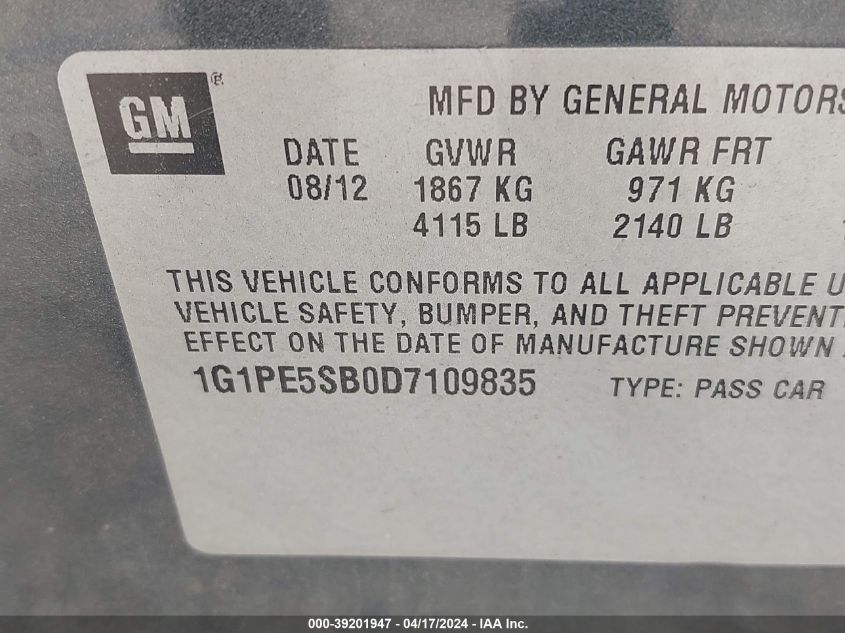 GM ®
MFD BY GENERAL MOTORS
DATE GVWR GAWR FRT
08/12 1867 KG 971 KG
4115 LB 2140 LB
THIS VEHICLE CONFORMS TO ALL APPLICABLE U
VEHICLE SAFETY, BUMPER, AND THEFT PREVENTI
EFFECT ON THE DATE OF MANUFACTURE SHOWN
1G1PE5SB0D7109835 TYPE: PASS CAR
000-39201947 - 04/17/2024 - IAA Inc.